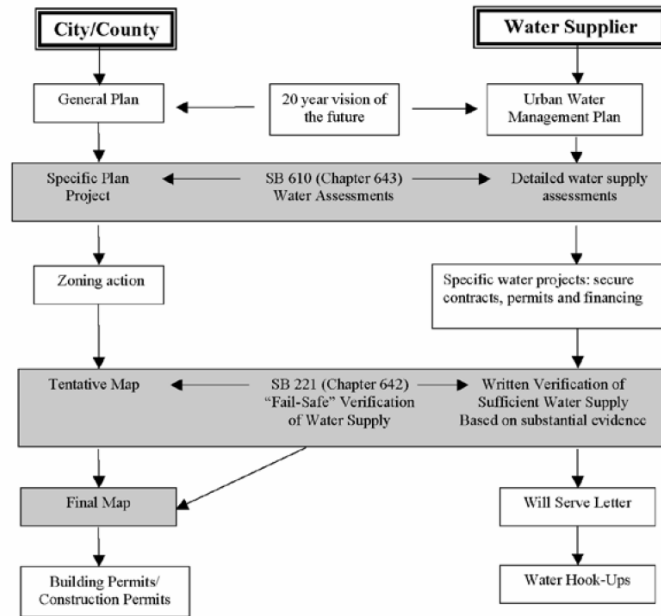 City/County
Water Supplier
General Plan
20 year vision of
the future
Urban Water
Management Plan
Specific Plan
Project
SB 610 (Chapter 643)
Water Assessments
Detailed water supply
assessments
Zoning action
Specific water projects: secure
contracts, permits and financing
Tentative Map
SB 221 (Chapter 642)
“Fail-Safe” Verification
of Water Supply
Written Verification of
Sufficient Water Supply
Based on substantial evidence
Final Map
Will Serve Letter
Building Permits/
Construction Permits
Water Hook-Ups